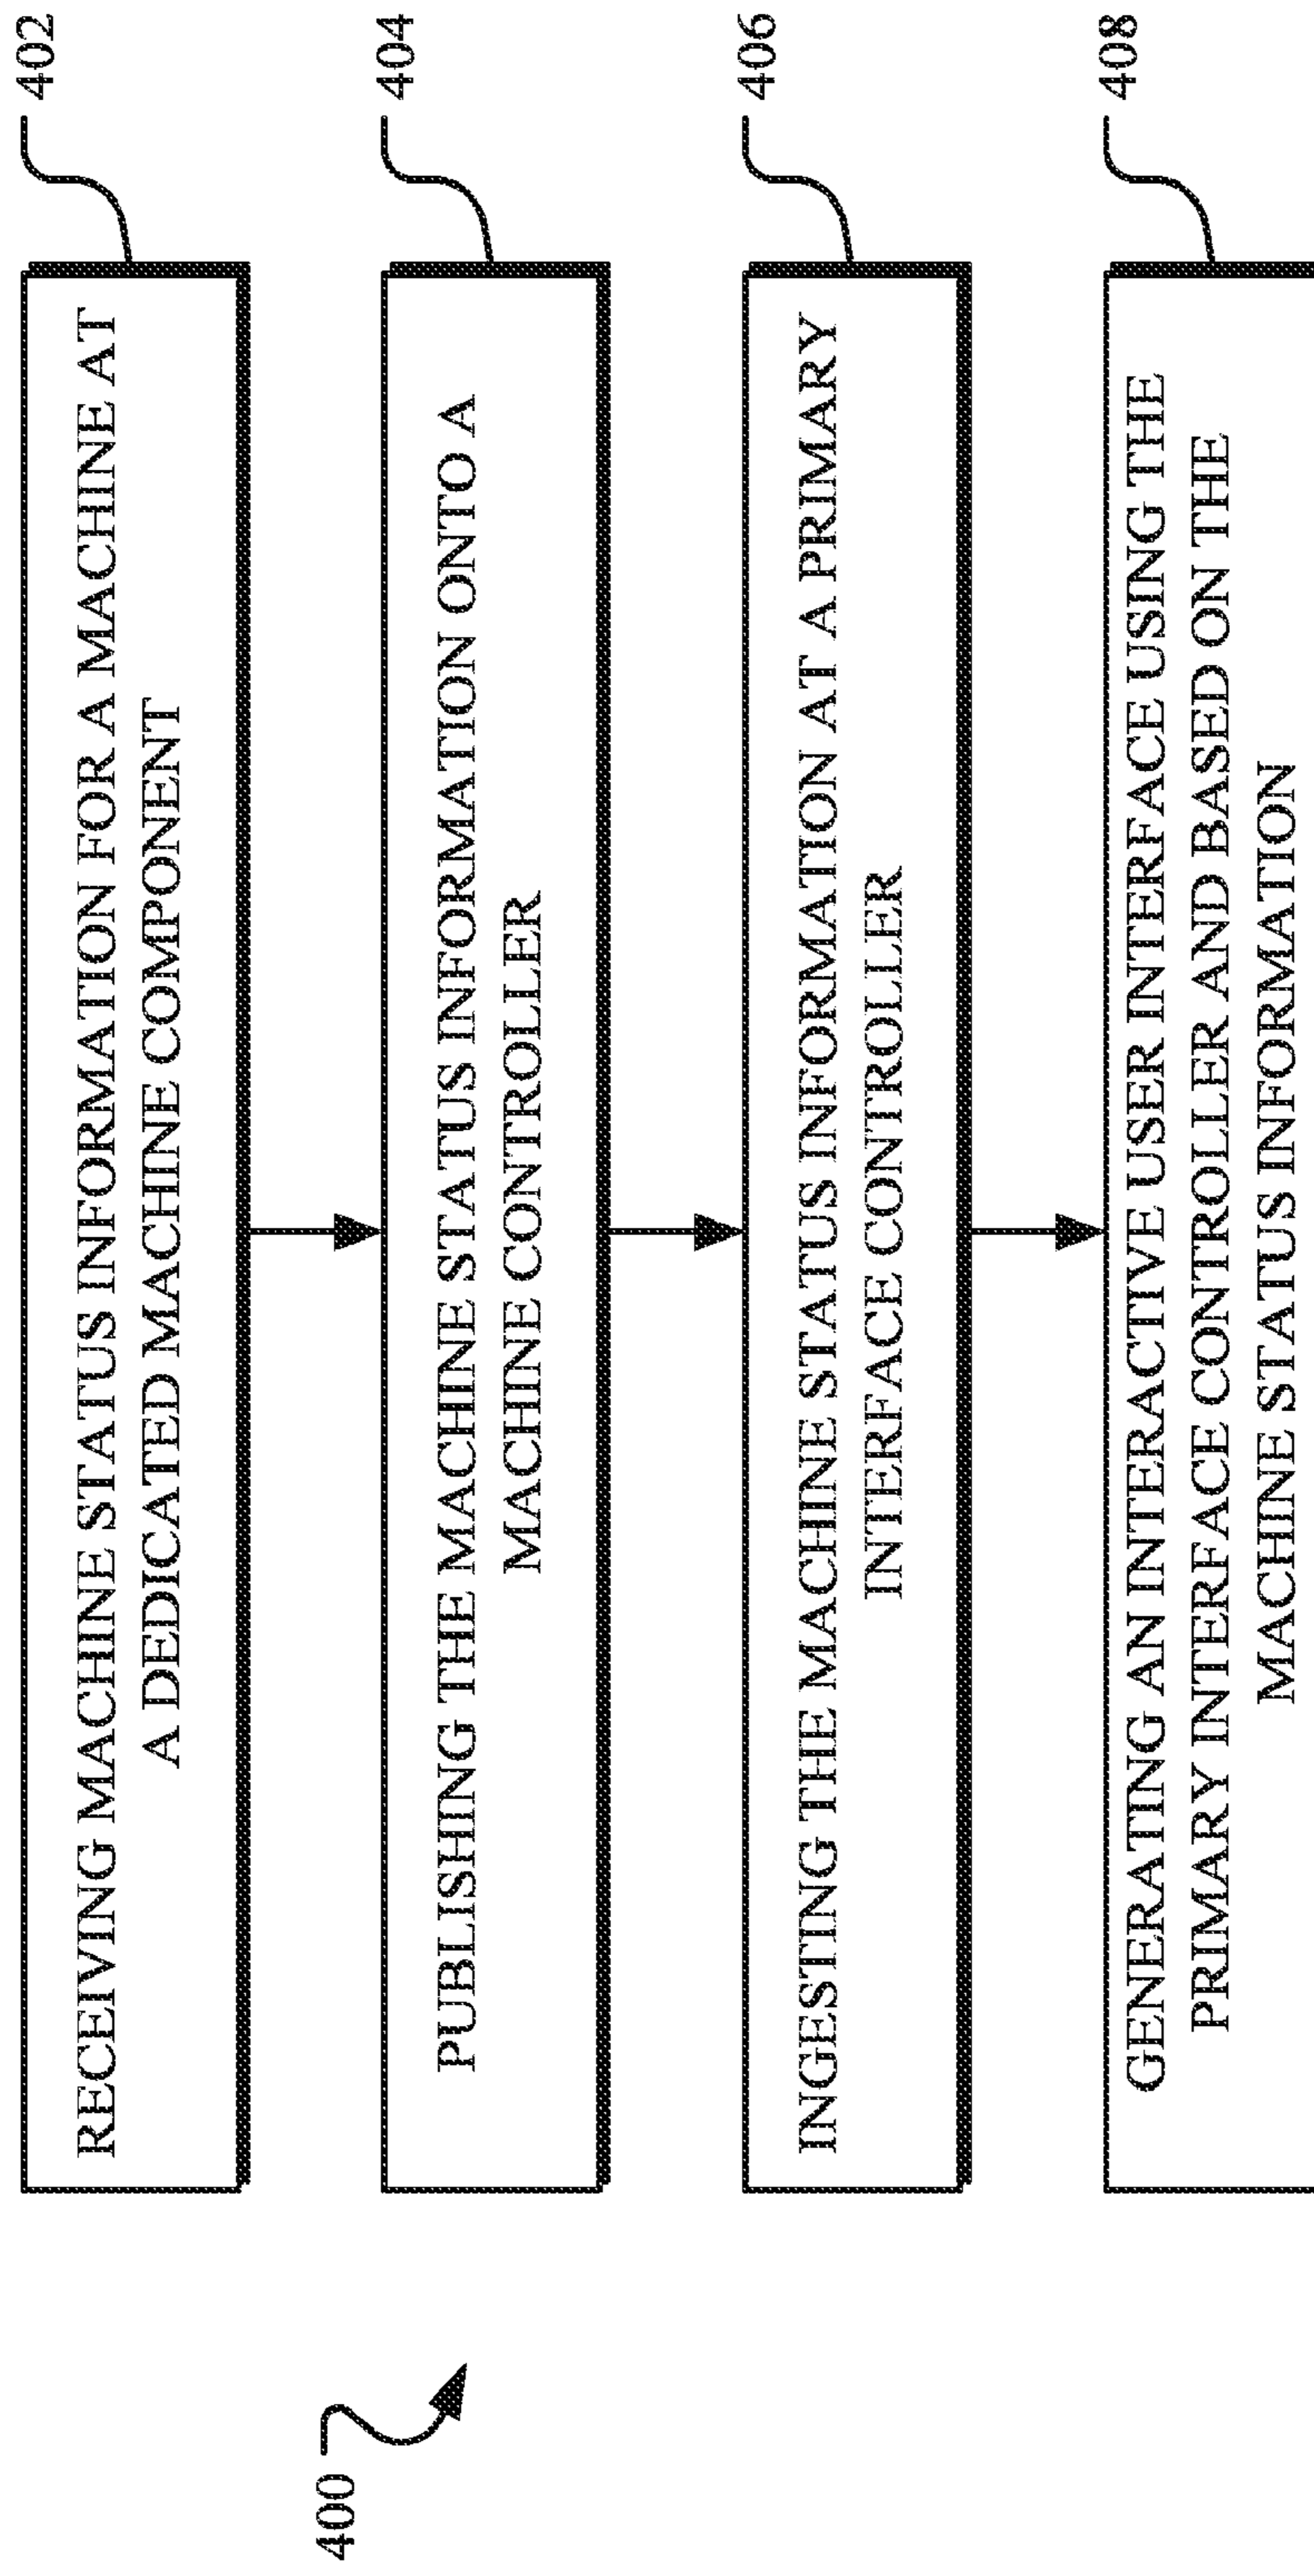 400
402
RECEIVING MACHINE STATUS INFORMATION FOR A MACHINE AT
A DEDICATED MACHINE COMPONENT
404
PUBLISHING THE MACHINE STATUS INFORMATION ONTO A
MACHINE CONTROLLER
406
INGESTING THE MACHINE STATUS INFORMATION AT A PRIMARY
INTERFACE CONTROLLER
408
GENERATING AN INTERACTIVE USER INTERFACE USING THE
PRIMARY INTERFACE CONTROLLER AND BASED ON THE
MACHINE STATUS INFORMATION